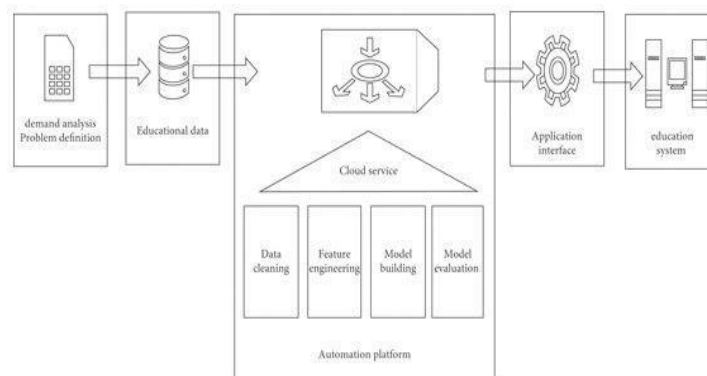 demand analysis
Problem definition
Educational data
Cloud service
Data
cleaning
Feature
engineering
Model
building
Model
evaluation
Automation platform
Application
interface
education
system